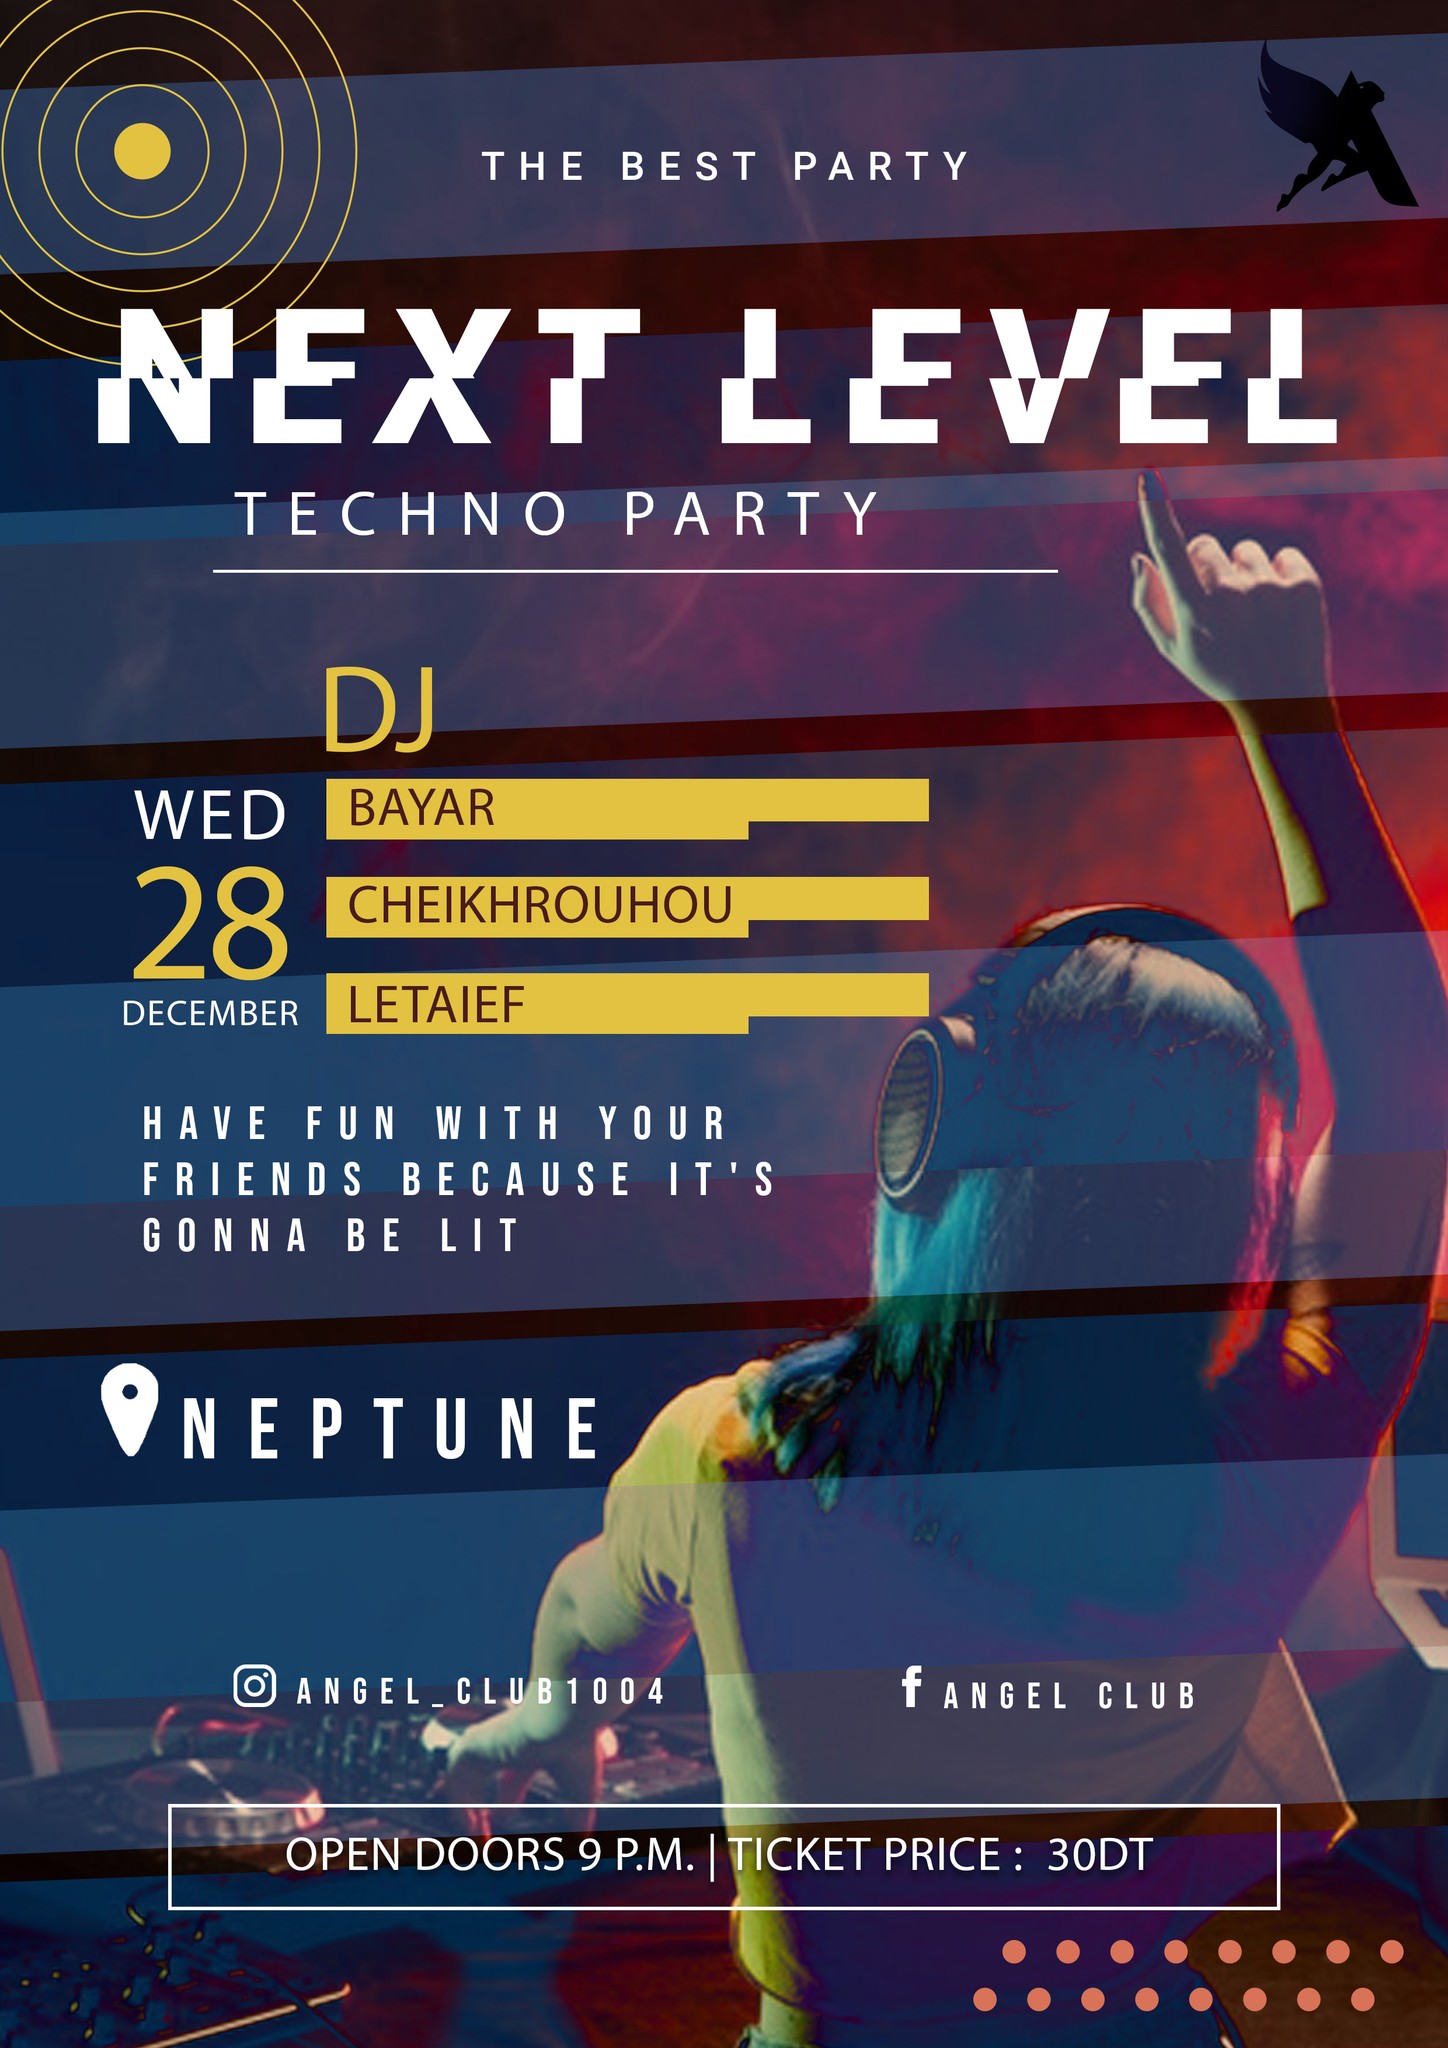 THE BEST PARTY
NEXT LEVEL
TECHNO PARTY
DJ
WED
28
DECEMBER
BAYAR
CHEIKHROUHOU
LETAIEF
HAVE FUN WITH YOUR
FRIENDS BECAUSE IT'S
GONNA BE LIT
NEPTUNE
ANGEL_CLUB1004
ANGEL CLUB
OPEN DOORS 9 P.M. | TICKET PRICE : 30DT